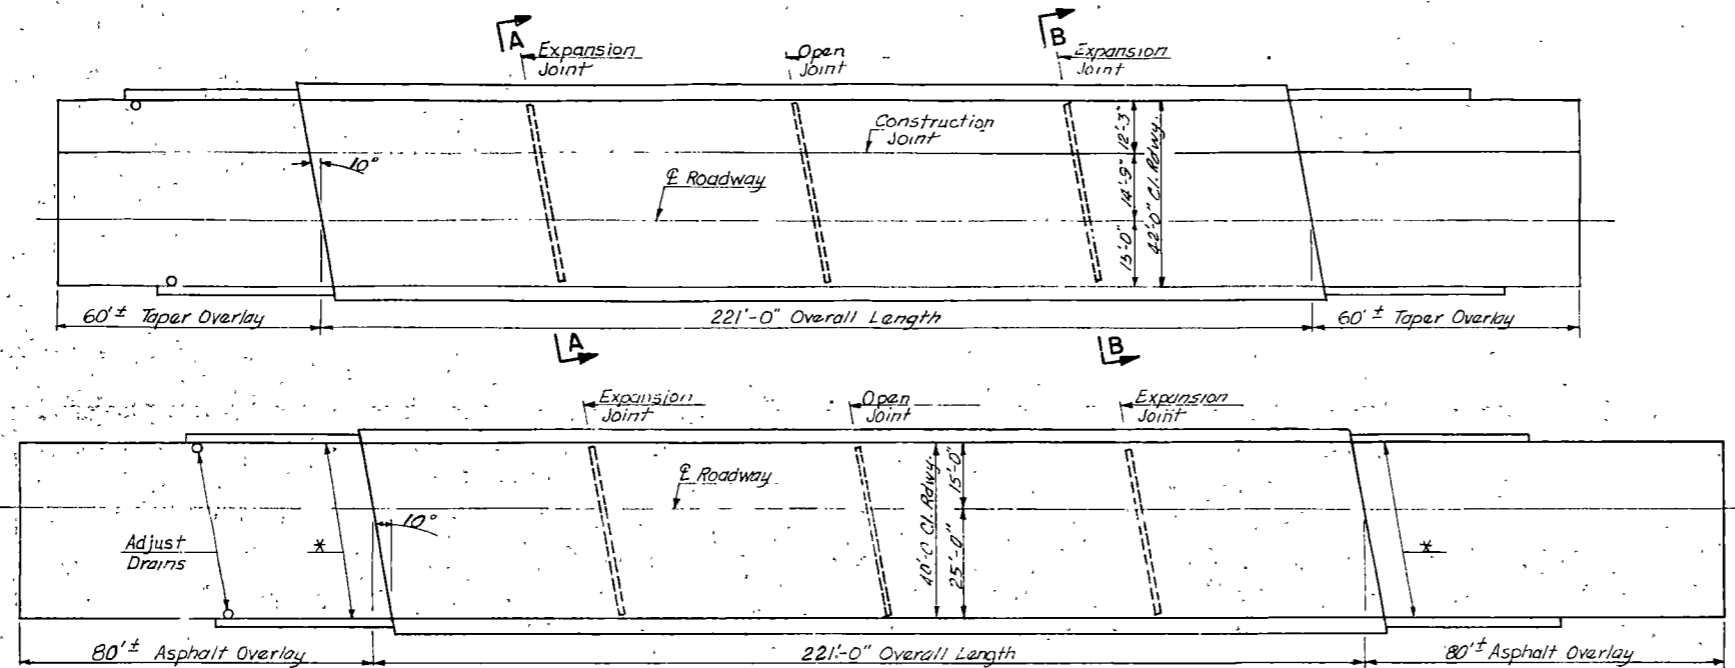 A
B
Expansion
Joint
Open
Joint
Expansion
Joint
Construction
Joint
10°
℄ Roadway
12'-3"
14'-9"
15'-0"
42'-0" Cl. Rdwy.
60'± Taper Overlay
221'-0" Overall Length
60'± Taper Overlay
A
B
Expansion
Joint
Open
Joint
Expansion
Joint
℄ Roadway
40'-0 Cl. Rdwy.
15'-0"
25'-0"
10°
Adjust
Drains
*
*
80'± Asphalt Overlay
221'-0" Overall Length
80'± Asphalt Overlay